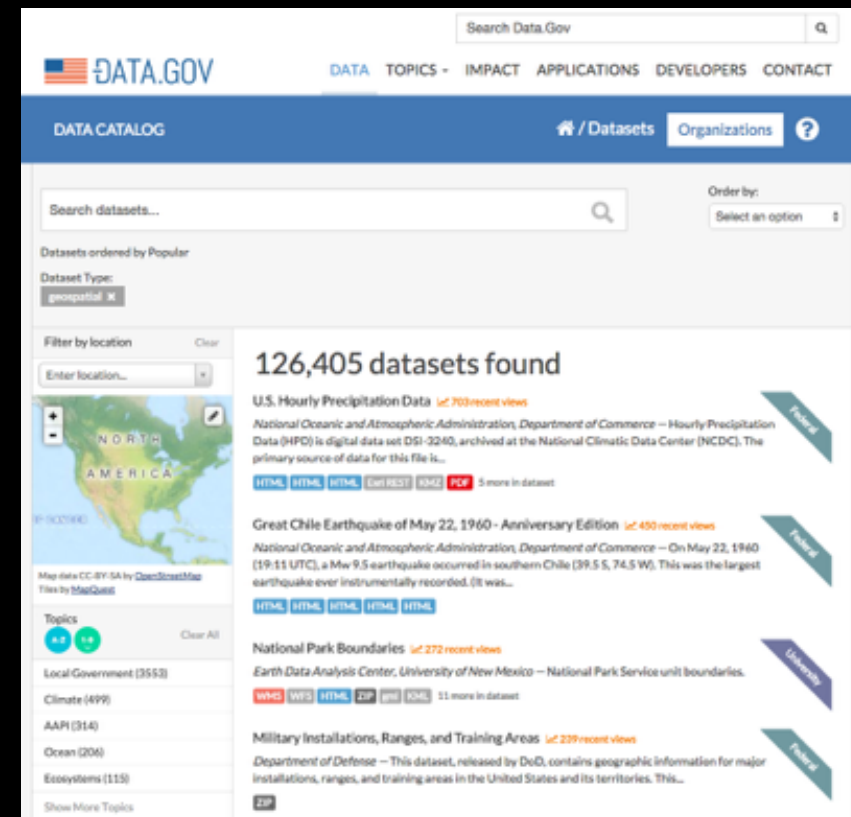 Search Data.Gov
DATA.GOV
DATA TOPICS IMPACT APPLICATIONS DEVELOPERS CONTACT
DATA CATALOG
/ Datasets Organizations ?
Search datasets...
Order by:
Select an option
Datasets ordered by Popular
Dataset Type:
geospatial ×
Filter by location Clear
Enter location...
+
-
NORTH
AMERICA
Map data CC-BY-SA by OpenStreetMap
Tiles by MapQuest
Topics
A-Z 1-9 Clear All
Local Government (3553)
Climate (499)
AAPI (314)
Ocean (206)
Ecosystems (115)
Show More Topics
126,405 datasets found
U.S. Hourly Precipitation Data 703 recent views
Federal
National Oceanic and Atmospheric Administration, Department of Commerce — Hourly Precipitation
Data (HPD) is digital data set DSI-3240, archived at the National Climatic Data Center (NCDC). The
primary source of data for this file is...
HTML HTML HTML Esri REST KMZ PDF 5 more in dataset
Great Chile Earthquake of May 22, 1960 - Anniversary Edition 450 recent views
Federal
National Oceanic and Atmospheric Administration, Department of Commerce — On May 22, 1960
(19:11 UTC), a Mw 9.5 earthquake occurred in southern Chile (39.5 S, 74.5 W). This was the largest
earthquake ever instrumentally recorded. (It was...
HTML HTML HTML HTML HTML
National Park Boundaries 272 recent views
University
Earth Data Analysis Center, University of New Mexico — National Park Service unit boundaries.
WMS WFS HTML ZIP gml KML 11 more in dataset
Military Installations, Ranges, and Training Areas 239 recent views
Federal
Department of Defense — This dataset, released by DoD, contains geographic information for major
installations, ranges, and training areas in the United States and its territories. This...
ZIP